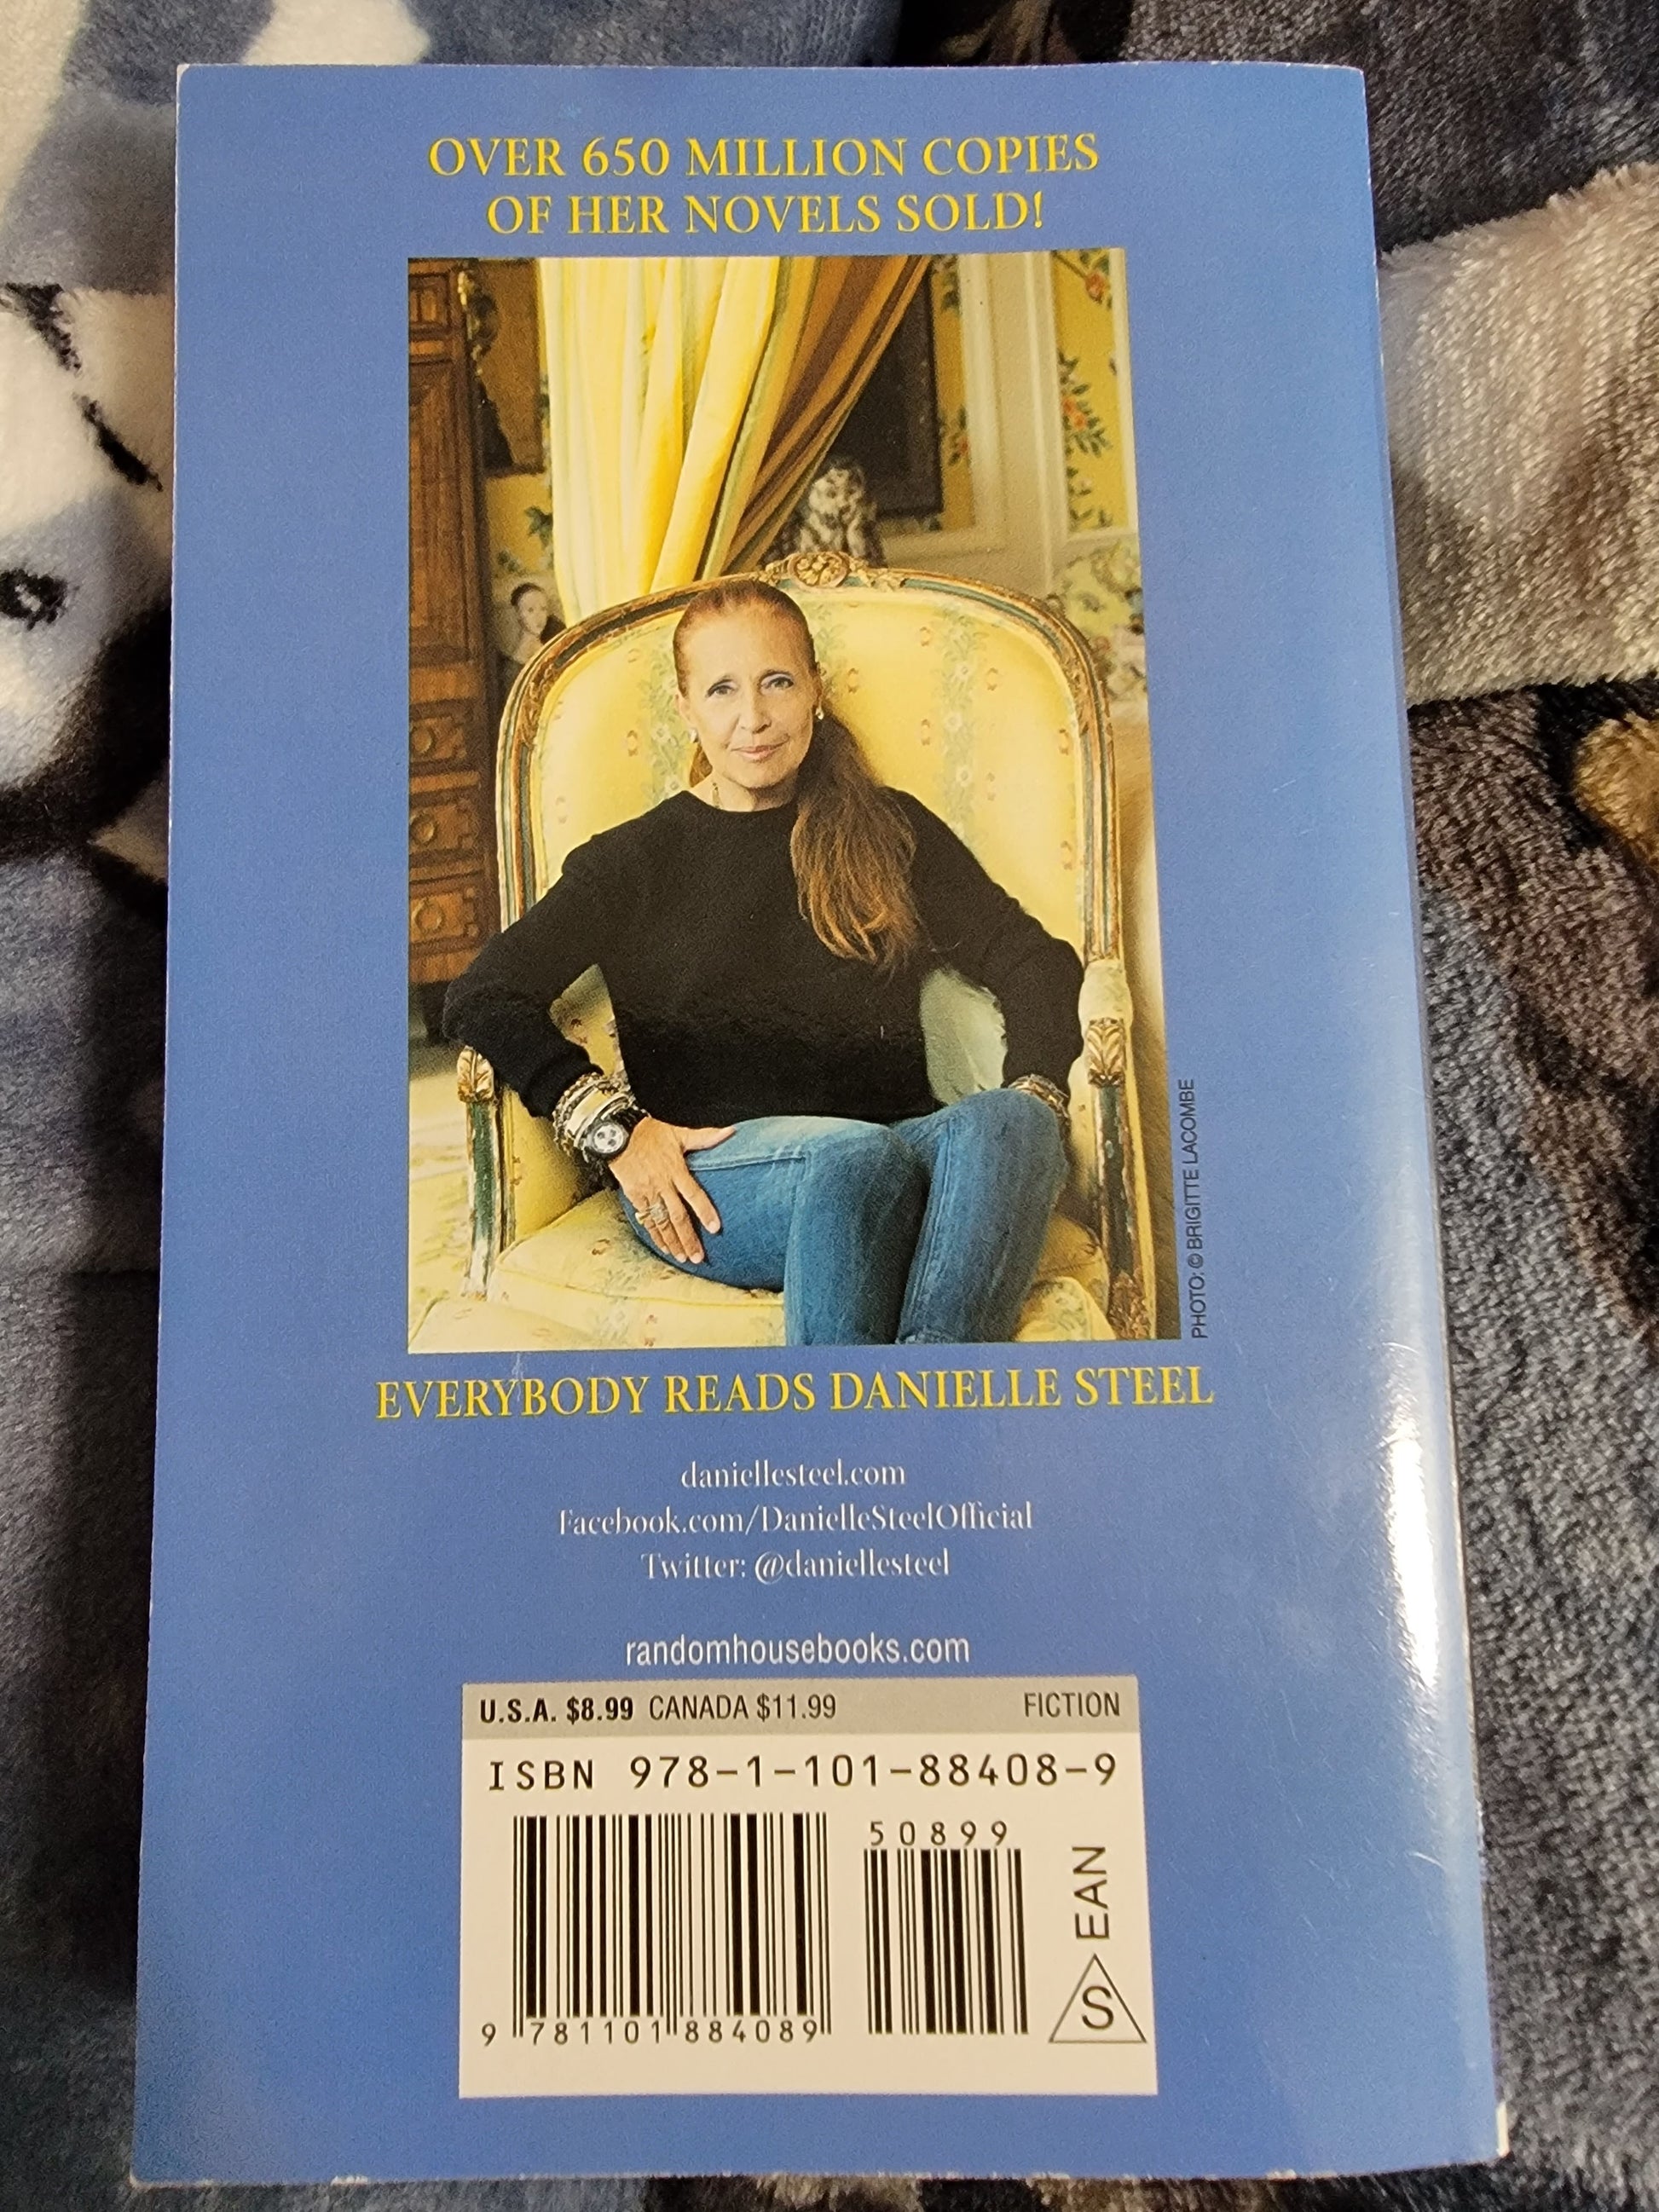 OVER 650 MILLION COPIES
OF HER NOVELS SOLD!
PHOTO: © BRIGITTE LACOMBE
EVERYBODY READS DANIELLE STEEL
daniellesteel.com
Facebook.com/DanielleSteelOfficial
Twitter: @daniellesteel
randomhousebooks.com
U.S.A. $8.99 CANADA $11.99 FICTION
ISBN 978-1-101-88408-9
50899
9 781101 884089
EAN
S